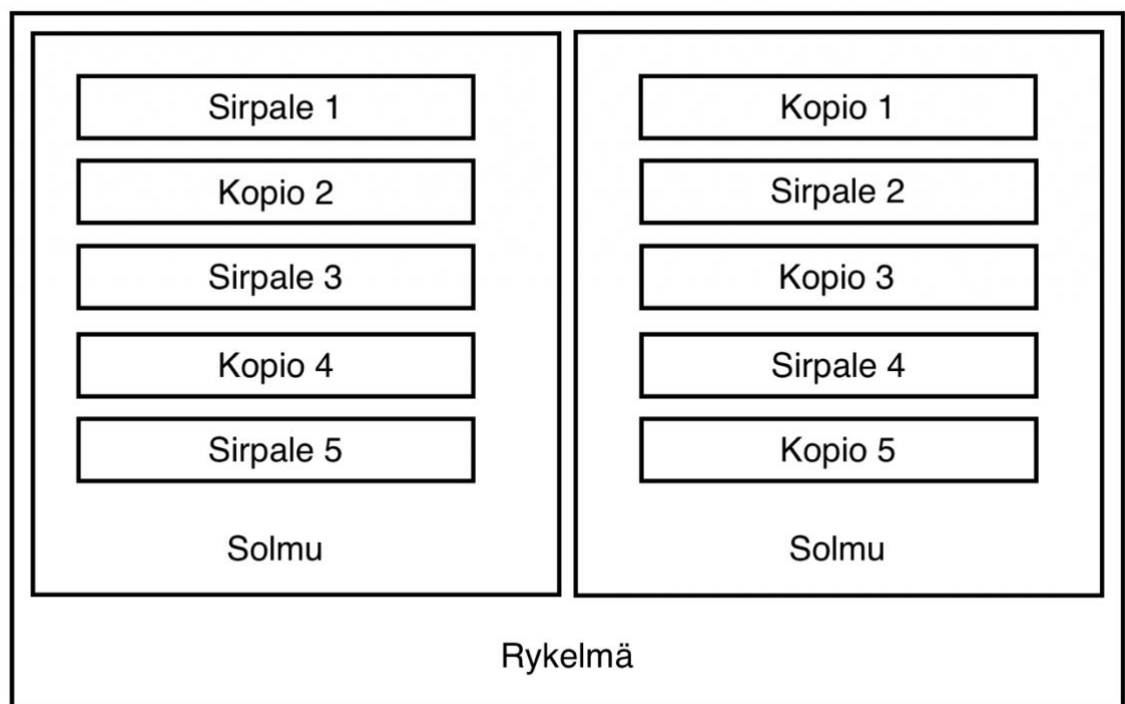 Sirpale 1
Kopio 2
Sirpale 3
Kopio 4
Sirpale 5
Solmu
Kopio 1
Sirpale 2
Kopio 3
Sirpale 4
Kopio 5
Solmu
Rykelmä